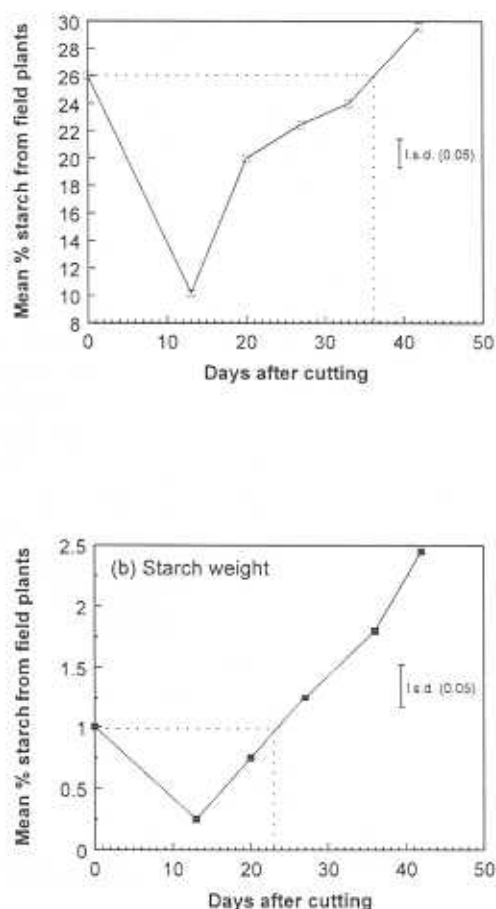 Mean % starch from field plants
30
28
26
24
22
20
18
16
14
12
10
8
l.s.d. (0.05)
0 10 20 30 40 50
Days after cutting
Mean % starch from field plants
2.5
2
1.5
1
0.5
0
(b) Starch weight
l.s.d. (0.05)
0 10 20 30 40 50
Days after cutting